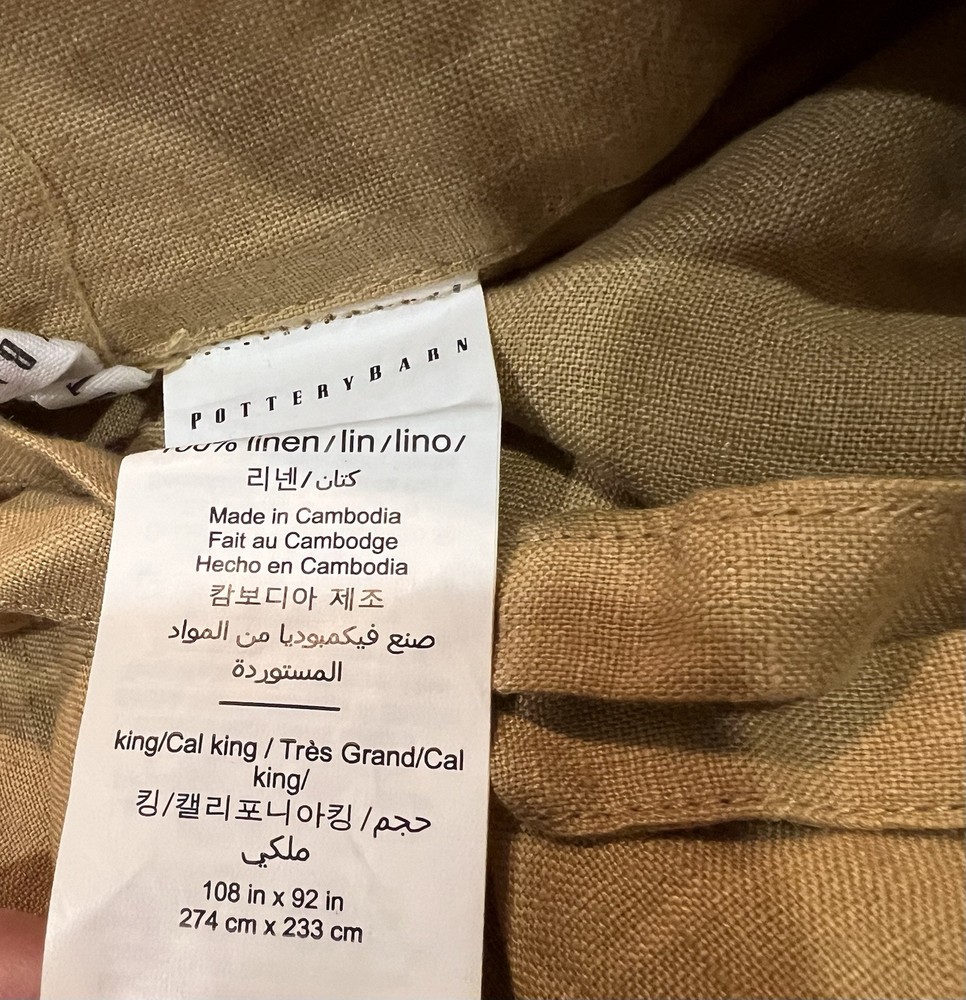 POTTERYBARN
100% linen/lin/lino/
리넨/كتان
Made in Cambodia
Fait au Cambodge
Hecho en Cambodia
캄보디아 제조
صنع فيكمبوديا من المواد
المستوردة
king/Cal king / Très Grand/Cal
king/
킹/캘리포니아킹/حجم
ملكي
108 in x 92 in
274 cm x 233 cm